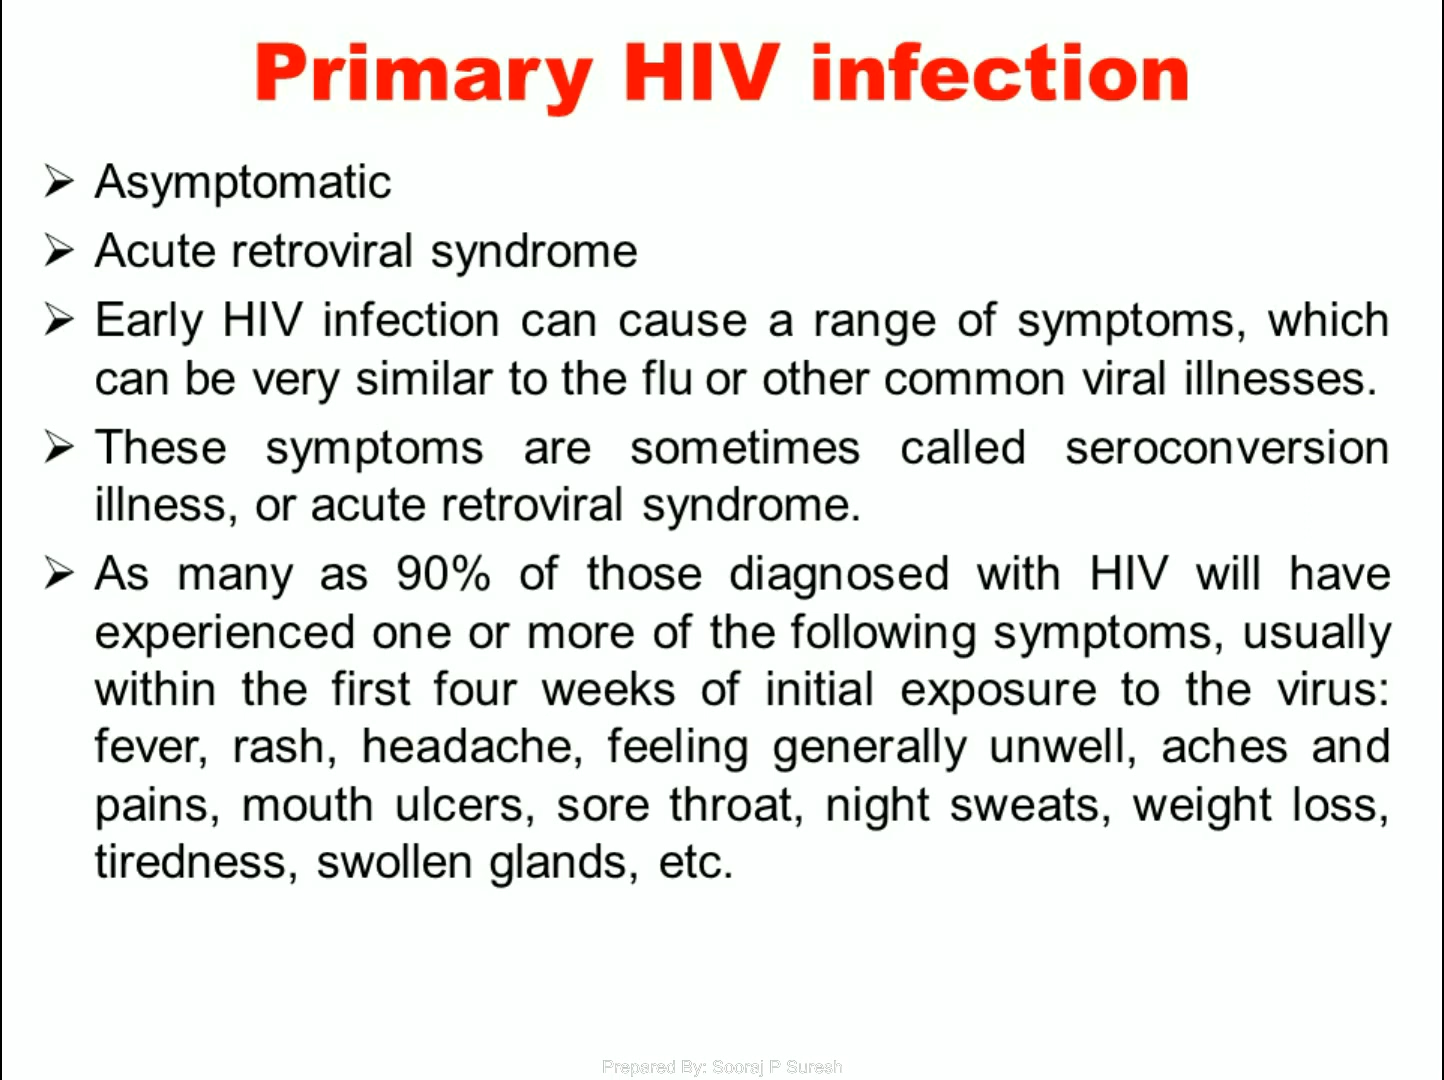 Primary HIV infection
➢ Asymptomatic
➢ Acute retroviral syndrome
➢ Early HIV infection can cause a range of symptoms, which
can be very similar to the flu or other common viral illnesses.
➢ These symptoms are sometimes called seroconversion
illness, or acute retroviral syndrome.
➢ As many as 90% of those diagnosed with HIV will have
experienced one or more of the following symptoms, usually
within the first four weeks of initial exposure to the virus:
fever, rash, headache, feeling generally unwell, aches and
pains, mouth ulcers, sore throat, night sweats, weight loss,
tiredness, swollen glands, etc.
Prepared By: Sooraj P Suresh